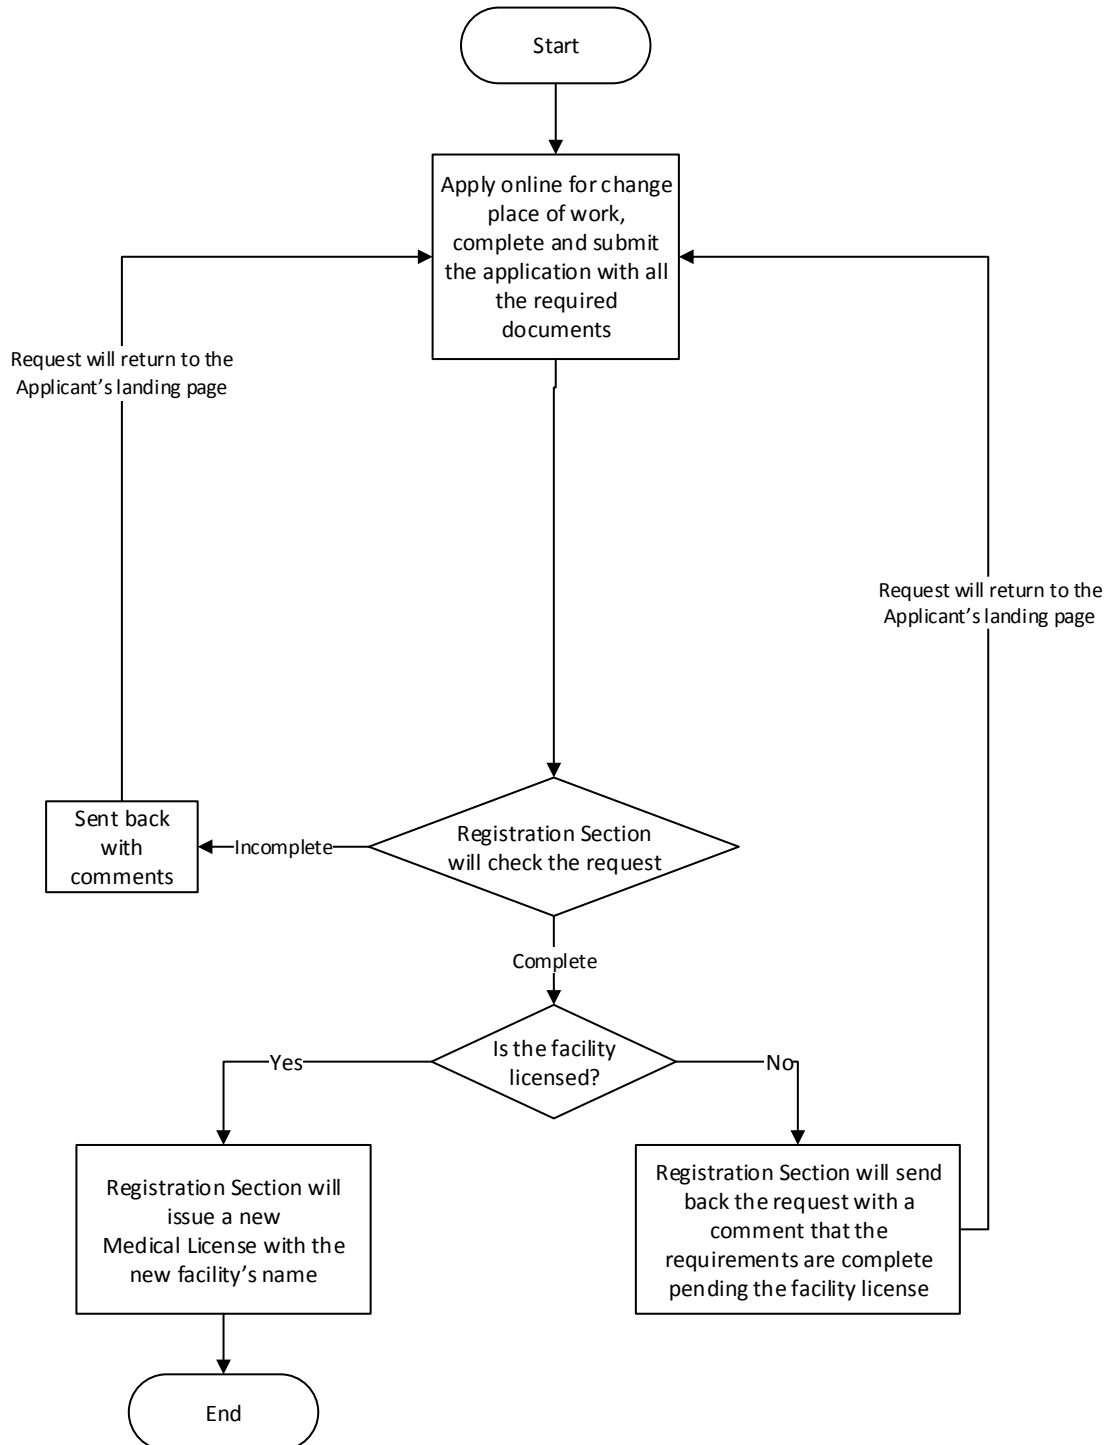 Start
Apply online for change
place of work,
complete and submit
the application with all
the required
documents
Request will return to the
Applicant's landing page
Request will return to the
Applicant's landing page
Sent back
with
comments
Incomplete
Registration Section
will check the request
Complete
Is the facility
licensed?
Yes
No
Registration Section will
issue a new
Medical License with the
new facility's name
Registration Section will send
back the request with a
comment that the
requirements are complete
pending the facility license
End